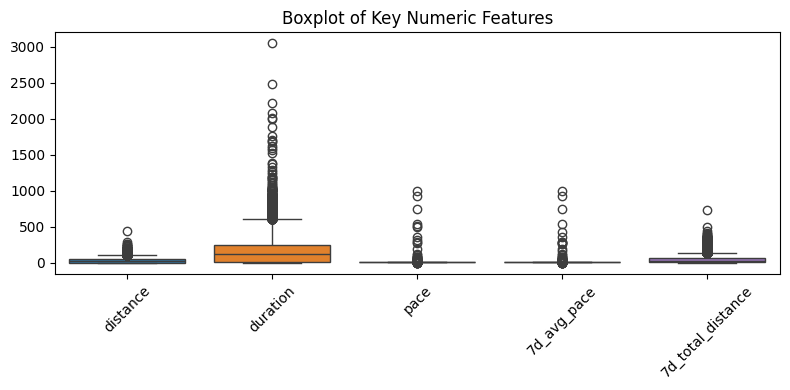 Boxplot of Key Numeric Features
3000
2500
2000
1500
1000
500
0
distance
duration
pace
7d_avg_pace
7d_total_distance